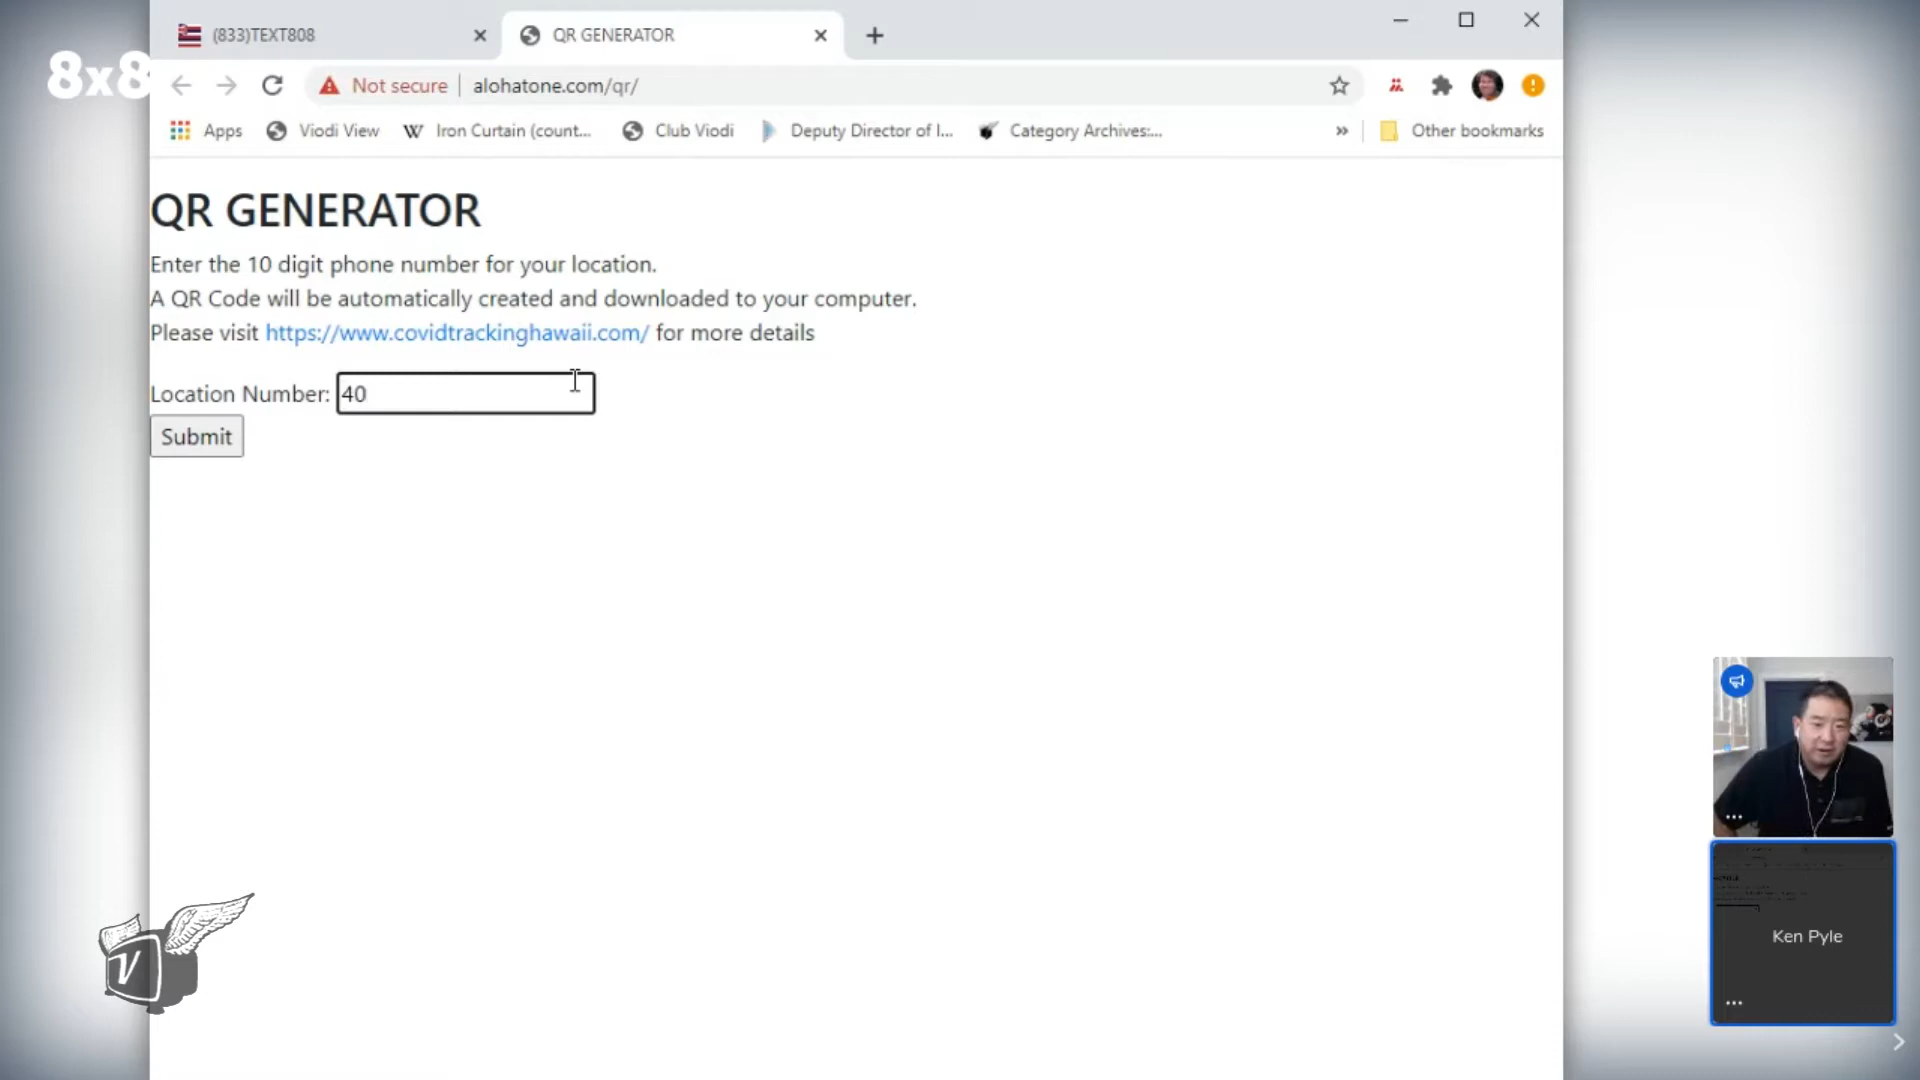 (833)TEXT808
QR GENERATOR
8x8
Not secure
alohatone.com/qr/
Apps
Viodi View
Iron Curtain (count...
Club Viodi
Deputy Director of I...
Category Archives:...
»
Other bookmarks
QR GENERATOR
Enter the 10 digit phone number for your location.
A QR Code will be automatically created and downloaded to your computer.
Please visit https://www.covidtrackinghawaii.com/ for more details
Location Number: 40
Submit
Ken Pyle
V